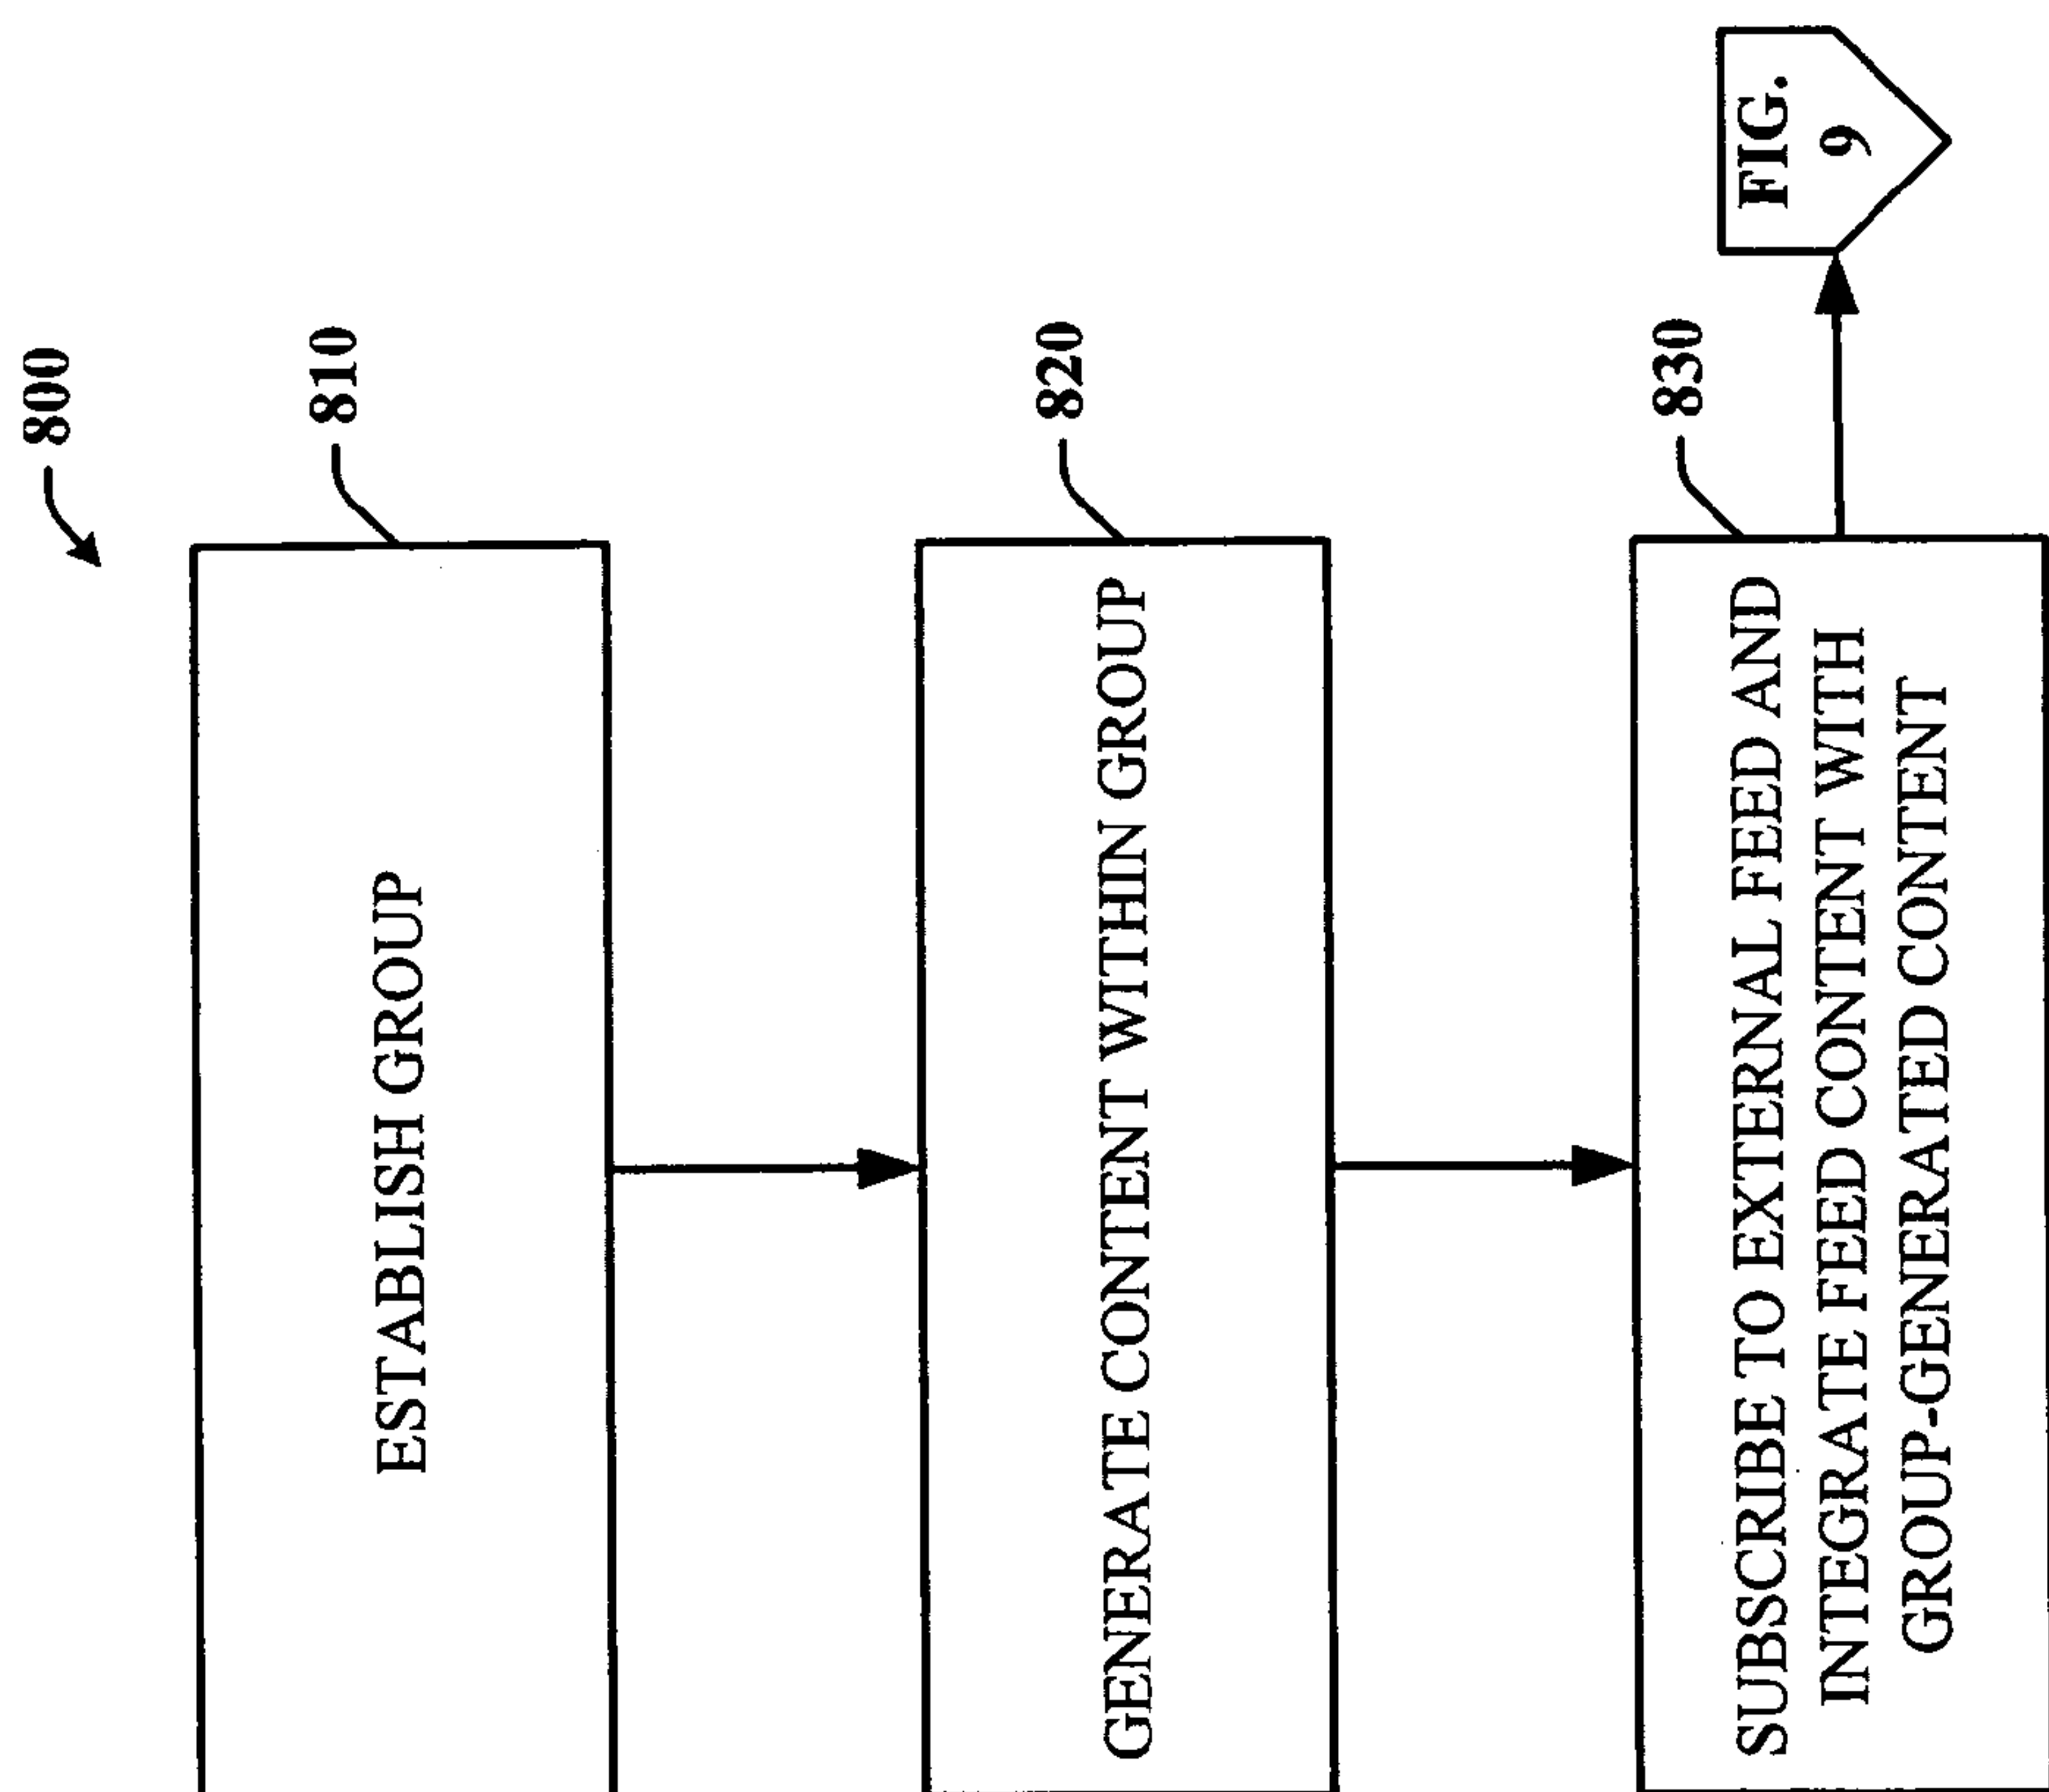 800
810
ESTABLISH GROUP
820
GENERATE CONTENT WITHIN GROUP
830
SUBSCRIBE TO EXTERNAL FEED AND
INTEGRATE FEED CONTENT WITH
GROUP-GENERATED CONTENT
FIG.
9